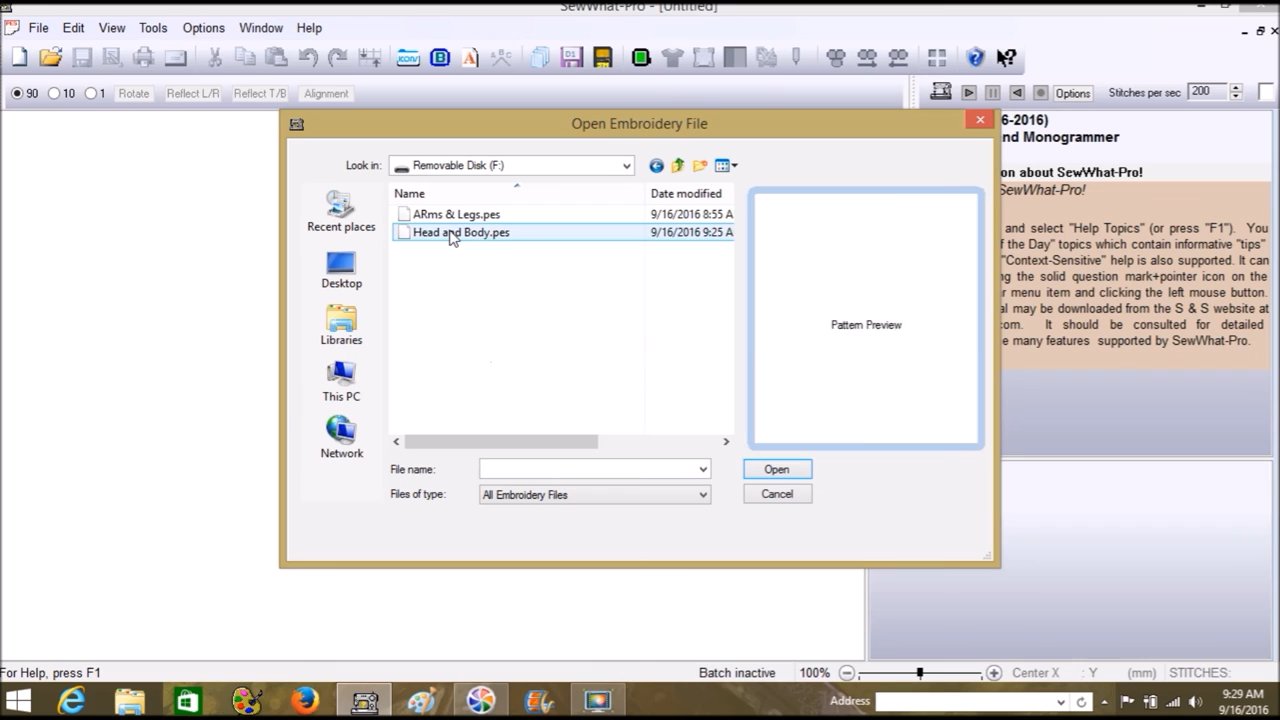 SewWhat-Pro - [Untitled]
File Edit View Tools Options Window Help
90 10 1 Rotate Reflect L/R Reflect T/B Alignment
Options Stitches per sec 200
Open Embroidery File
6-2016)
nd Monogrammer
Look in: Removable Disk (F:)
on about SewWhat-Pro!
SewWhat-Pro!
Name Date modified
ARms & Legs.pes 9/16/2016 8:55 A
Head and Body.pes 9/16/2016 9:25 A
Recent places
Desktop
Libraries
This PC
Network
Pattern Preview
and select "Help Topics" (or press "F1"). You
f the Day" topics which contain informative "tips"
"Context-Sensitive" help is also supported. It can
ng the solid question mark+pointer icon on the
r menu item and clicking the left mouse button.
al may be downloaded from the S & S website at
om. It should be consulted for detailed
e many features supported by SewWhat-Pro.
File name: Open
Files of type: All Embroidery Files Cancel
For Help, press F1 Batch inactive 100% Center X : Y (mm) STITCHES:
Address 9:29 AM
9/16/2016